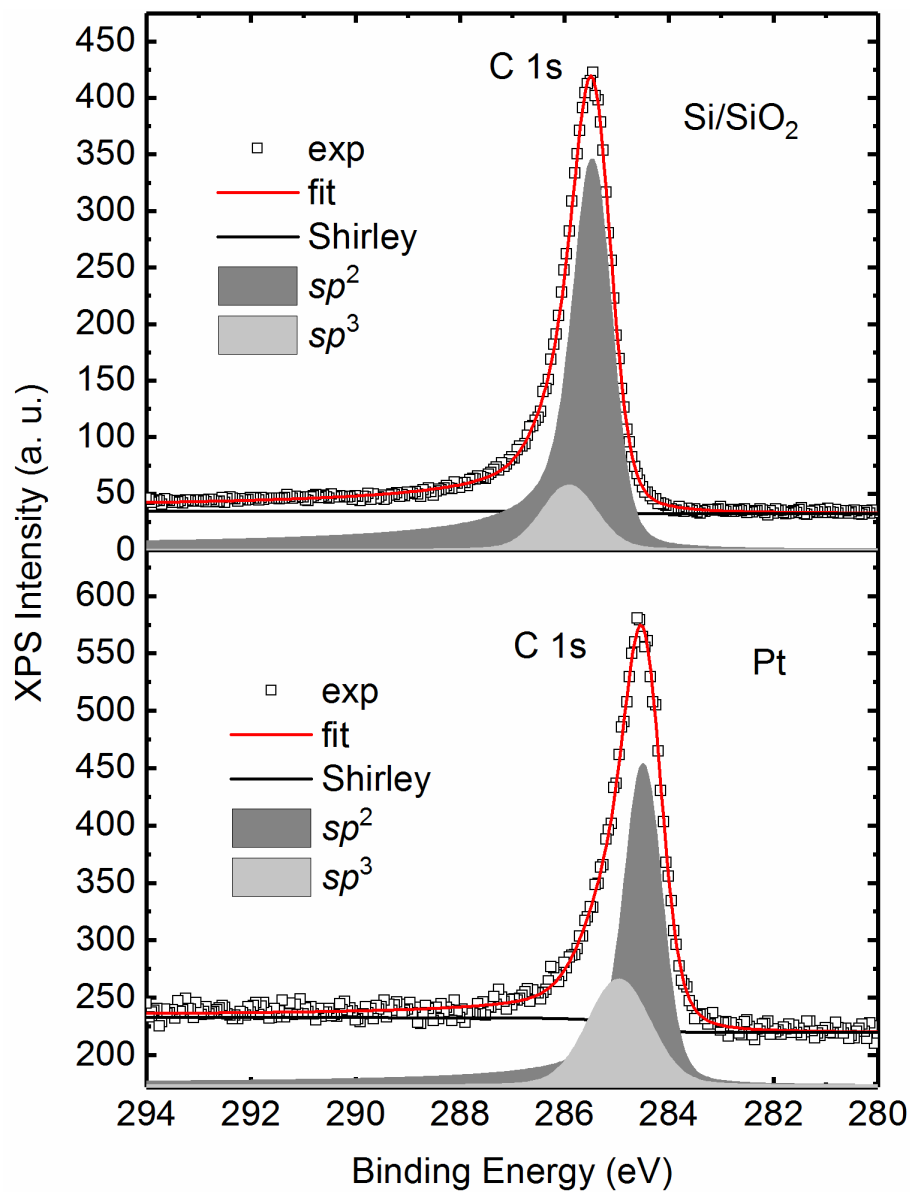 XPS Intensity (a. u.)
450
400
350
300
250
200
150
100
50
0
C 1s
Si/SiO₂
exp
fit
Shirley
sp²
sp³
600
550
500
450
400
350
300
250
200
C 1s
Pt
exp
fit
Shirley
sp²
sp³
294 292 290 288 286 284 282 280
Binding Energy (eV)